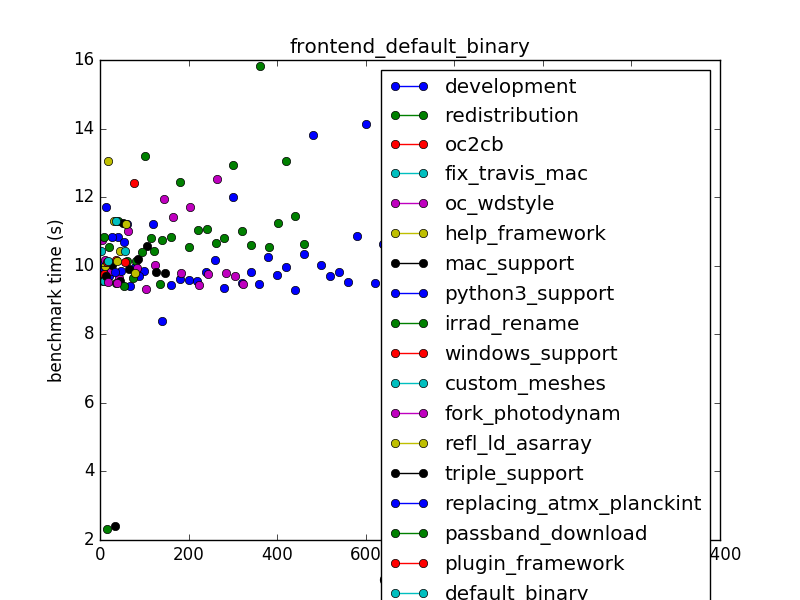 frontend_default_binary
16
14
12
10
8
6
4
2
benchmark time (s)
0
200
400
600
400
development
redistribution
oc2cb
fix_travis_mac
oc_wdstyle
help_framework
mac_support
python3_support
irrad_rename
windows_support
custom_meshes
fork_photodynam
refl_ld_asarray
triple_support
replacing_atmx_planckint
passband_download
plugin_framework
default_binary